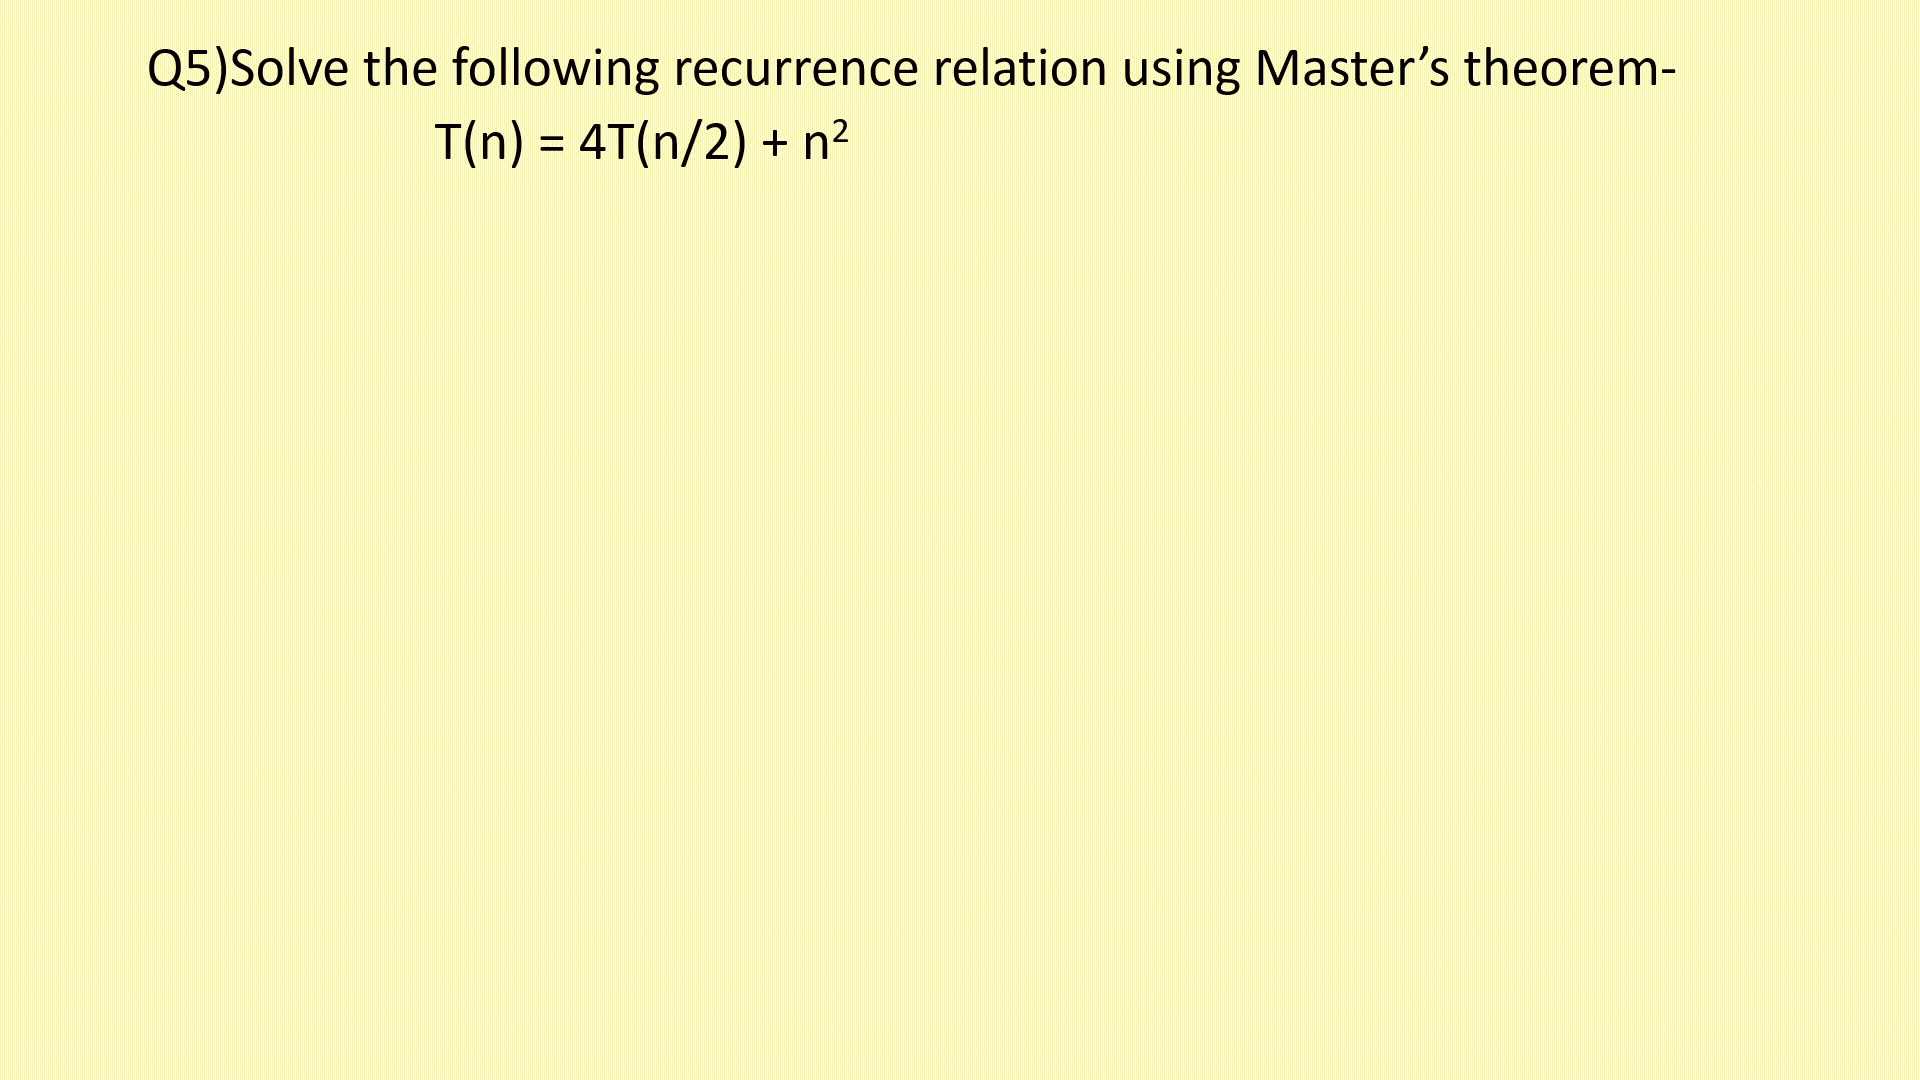 Q5)Solve the following recurrence relation using Master’s theorem-
T(n) = 4T(n/2) + n²